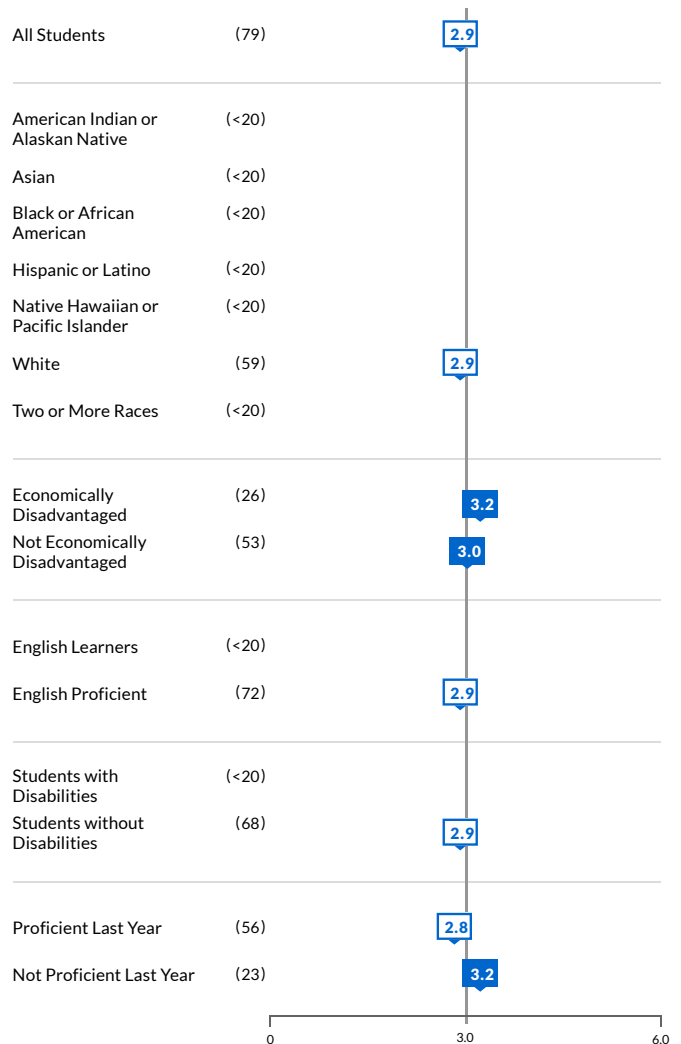 All Students (79) 2.9
American Indian or (<20)
Alaskan Native
Asian (<20)
Black or African (<20)
American
Hispanic or Latino (<20)
Native Hawaiian or (<20)
Pacific Islander
White (59) 2.9
Two or More Races (<20)
Economically (26) 3.2
Disadvantaged
Not Economically (53) 3.0
Disadvantaged
English Learners (<20)
English Proficient (72) 2.9
Students with (<20)
Disabilities
Students without (68) 2.9
Disabilities
Proficient Last Year (56) 2.8
Not Proficient Last Year (23) 3.2
0 3.0 6.0